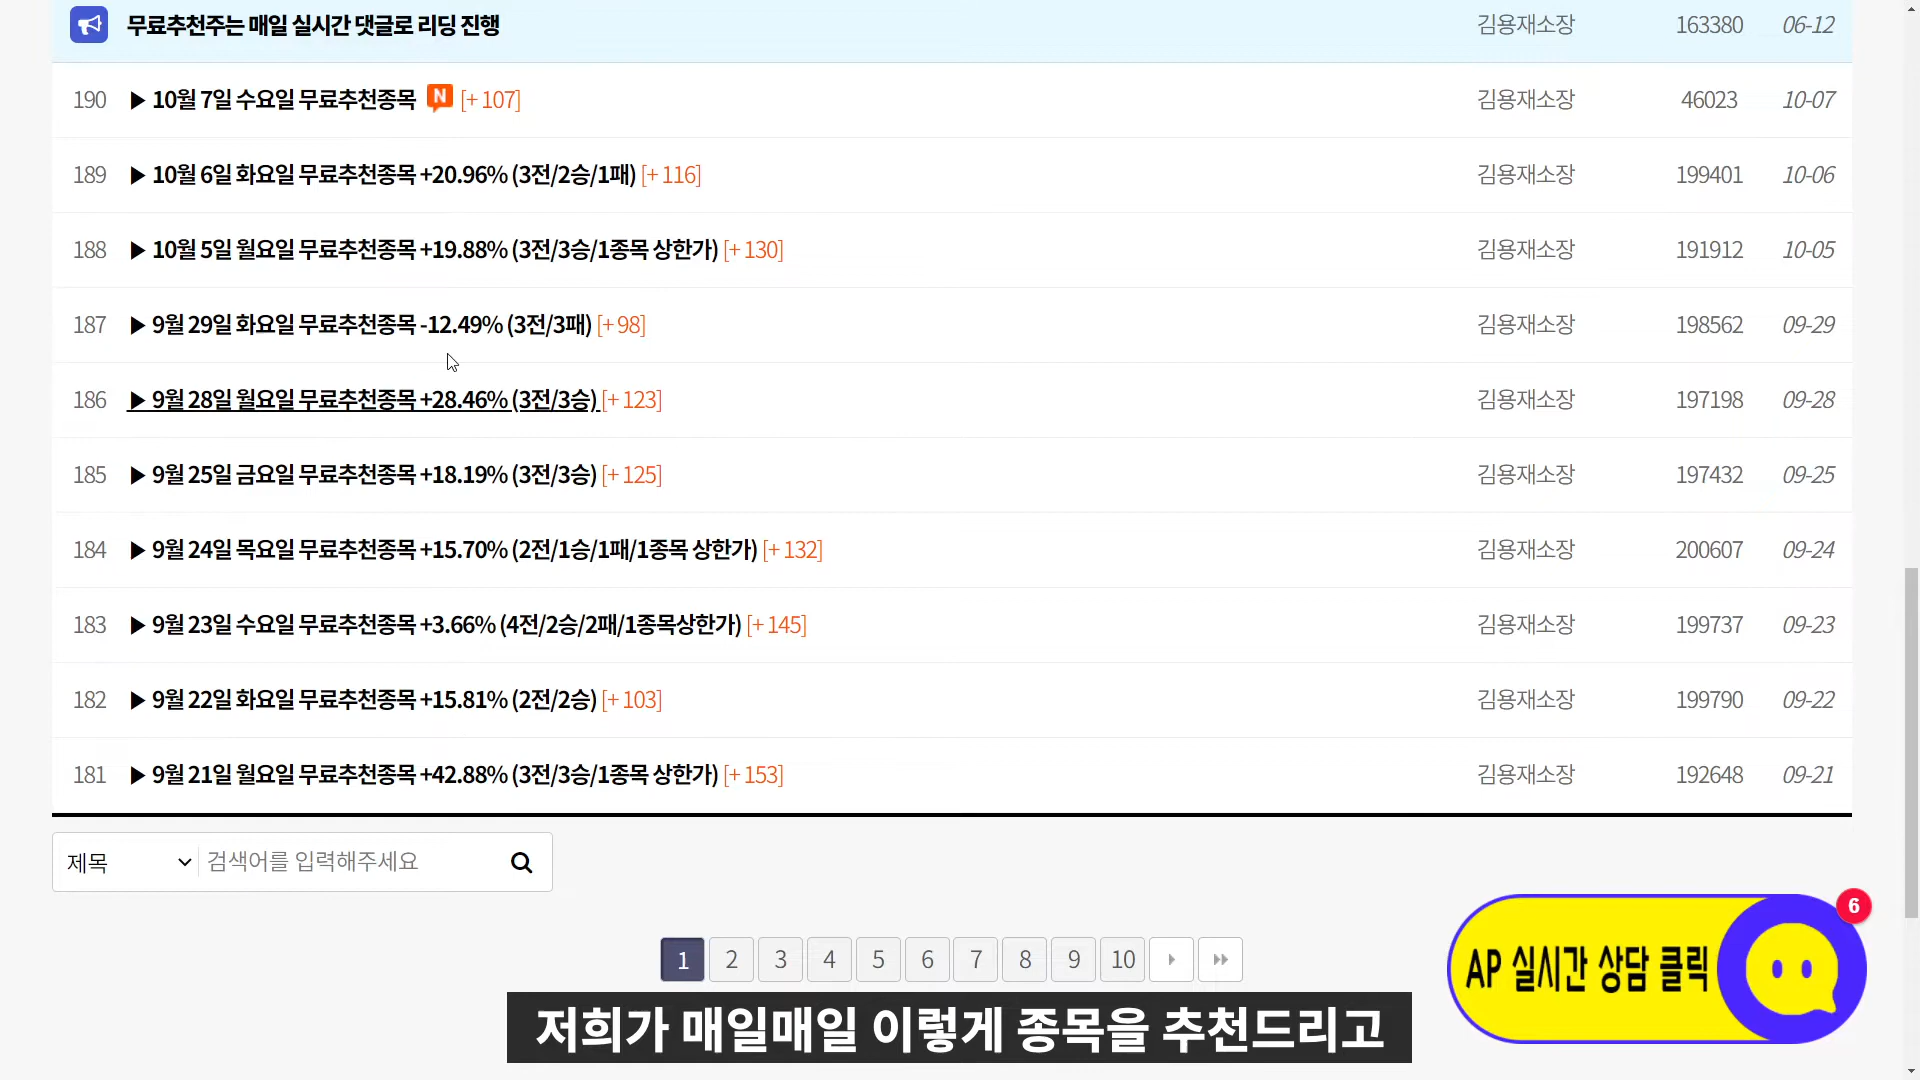 무료추천주는 매일 실시간 댓글로 리딩 진행 김용재소장 163380 06-12
190 ▶ 10월 7일 수요일 무료추천종목 N [+ 107] 김용재소장 46023 10-07
189 ▶ 10월 6일 화요일 무료추천종목 +20.96% (3전/2승/1패) [+ 116] 김용재소장 199401 10-06
188 ▶ 10월 5일 월요일 무료추천종목 +19.88% (3전/3승/1종목 상한가) [+ 130] 김용재소장 191912 10-05
187 ▶ 9월 29일 화요일 무료추천종목 -12.49% (3전/3패) [+ 98] 김용재소장 198562 09-29
186 ▶ 9월 28일 월요일 무료추천종목 +28.46% (3전/3승) [+ 123] 김용재소장 197198 09-28
185 ▶ 9월 25일 금요일 무료추천종목 +18.19% (3전/3승) [+ 125] 김용재소장 197432 09-25
184 ▶ 9월 24일 목요일 무료추천종목 +15.70% (2전/1승/1패/1종목 상한가) [+ 132] 김용재소장 200607 09-24
183 ▶ 9월 23일 수요일 무료추천종목 +3.66% (4전/2승/2패/1종목상한가) [+ 145] 김용재소장 199737 09-23
182 ▶ 9월 22일 화요일 무료추천종목 +15.81% (2전/2승) [+ 103] 김용재소장 199790 09-22
181 ▶ 9월 21일 월요일 무료추천종목 +42.88% (3전/3승/1종목 상한가) [+ 153] 김용재소장 192648 09-21
제목 검색어를 입력해주세요
6
AP 실시간 상담 클릭
1 2 3 4 5 6 7 8 9 10
저희가 매일매일 이렇게 종목을 추천드리고